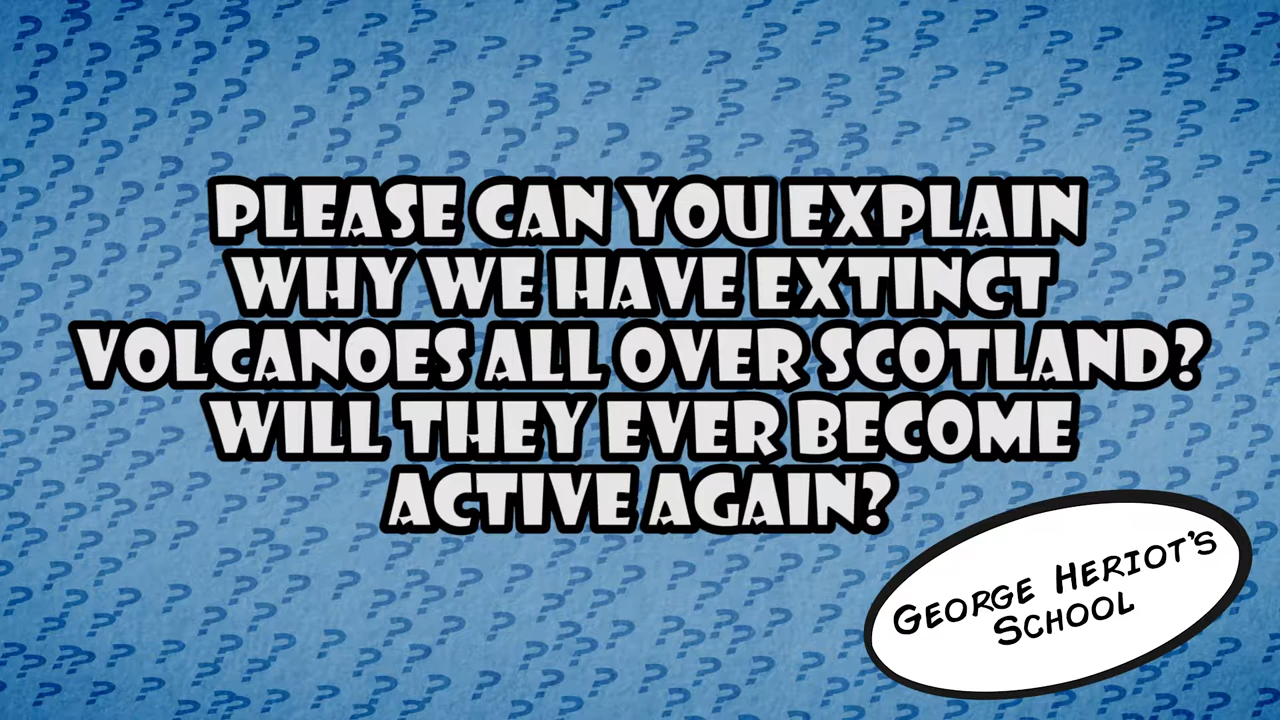 PLEASE CAN YOU EXPLAIN
WHY WE HAVE EXTINCT
VOLCANOES ALL OVER SCOTLAND?
WILL THEY EVER BECOME
ACTIVE AGAIN?
GEORGE HERIOT'S
SCHOOL